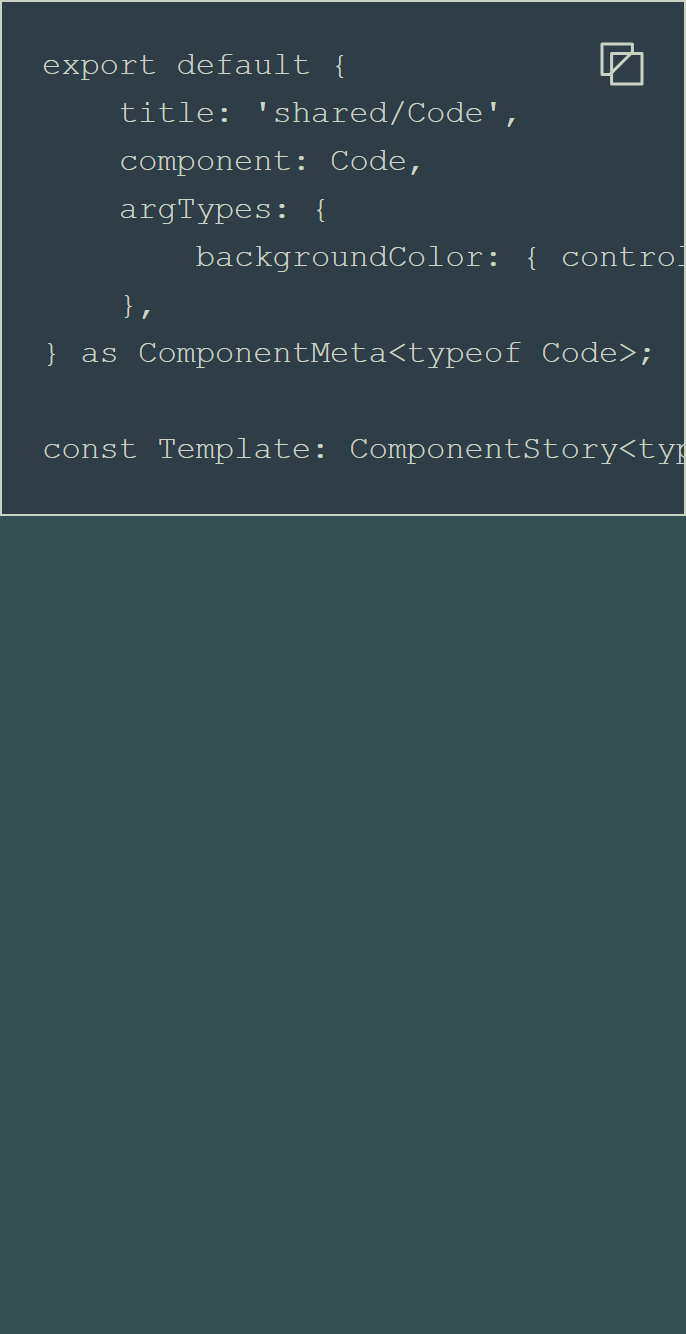 export default {
    title: 'shared/Code',
    component: Code,
    argTypes: {
        backgroundColor: { control
    },
} as ComponentMeta<typeof Code>;

const Template: ComponentStory<typ